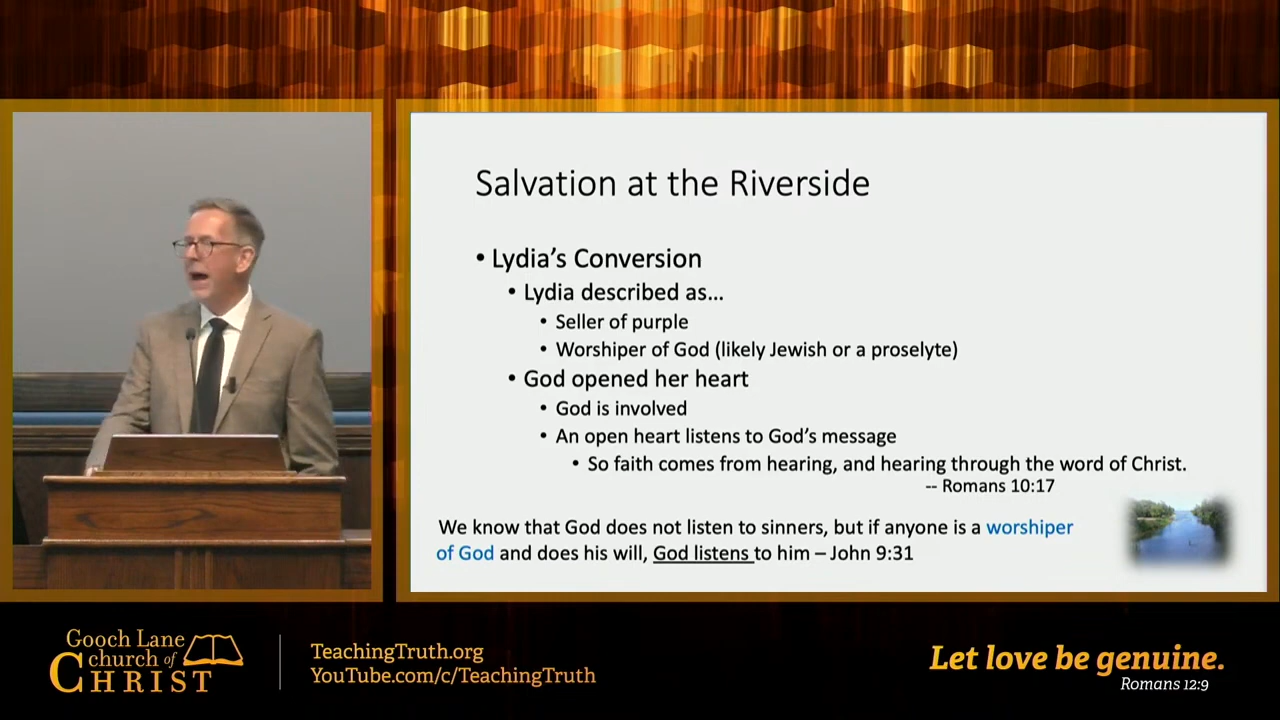 Salvation at the Riverside
• Lydia's Conversion
• Lydia described as...
• Seller of purple
• Worshiper of God (likely Jewish or a proselyte)
• God opened her heart
• God is involved
• An open heart listens to God's message
• So faith comes from hearing, and hearing through the word of Christ.
-- Romans 10:17
We know that God does not listen to sinners, but if anyone is a worshiper
of God and does his will, God listens to him – John 9:31
Gooch Lane
church of
CHRIST
TeachingTruth.org
YouTube.com/c/TeachingTruth
Let love be genuine.
Romans 12:9